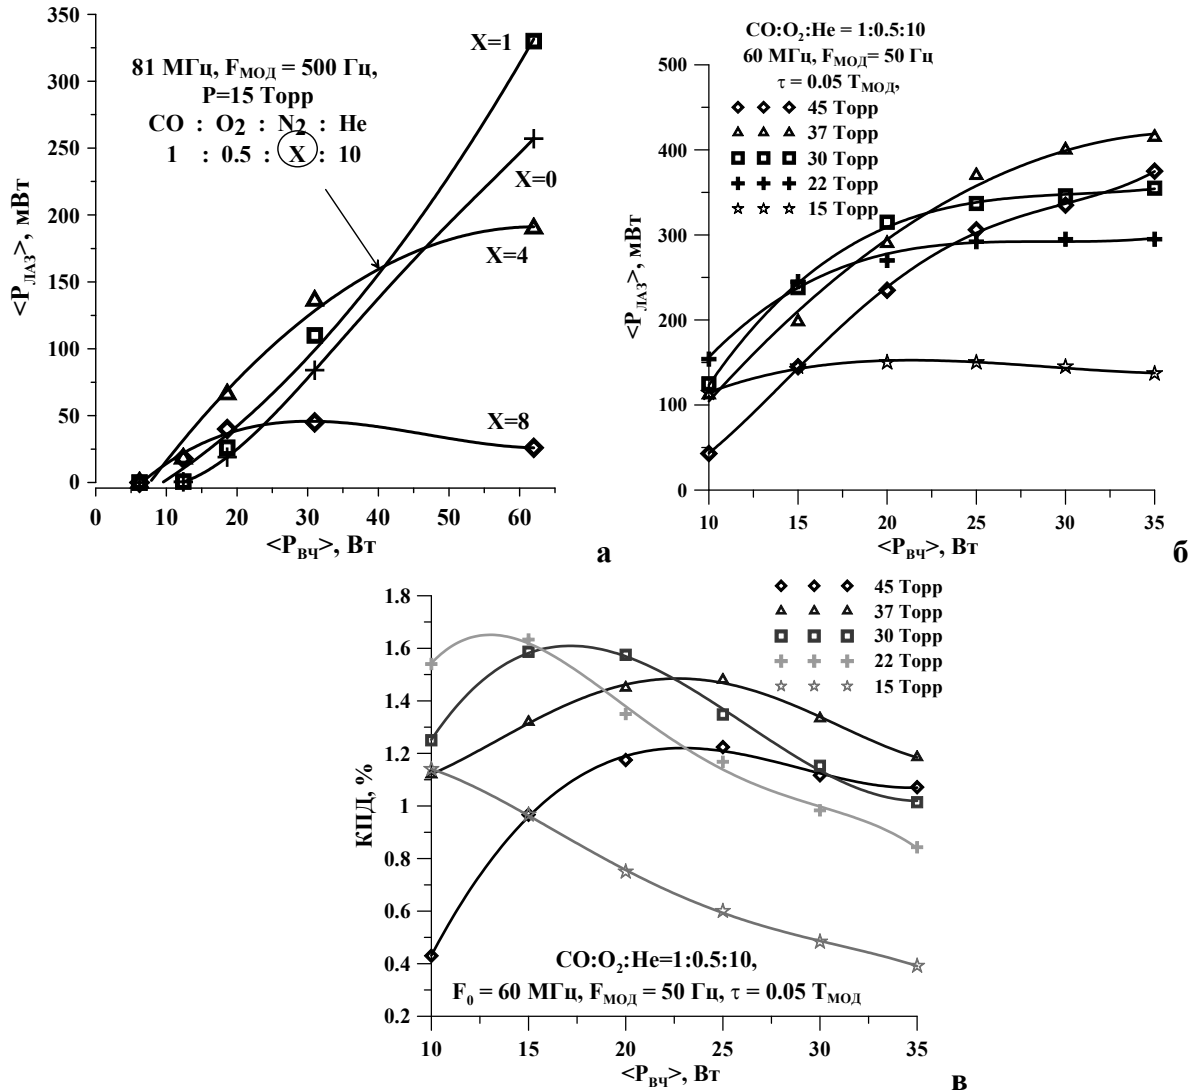 350
300
250
200
150
100
50
0
<P_ЛАЗ>, мВт
81 МГц, F_МОД = 500 Гц,
P=15 Торр
CO : O₂ : N₂ : He
1 : 0.5 : X : 10
X=1
X=0
X=4
X=8
0 10 20 30 40 50 60
<P_ВЧ>, Вт
а
CO:O₂:He = 1:0.5:10
60 МГц, F_МОД= 50 Гц
τ = 0.05 T_МОД,
45 Торр
37 Торр
30 Торр
22 Торр
15 Торр
500
400
300
200
100
0
<P_ЛАЗ>, мВт
10 15 20 25 30 35
<P_ВЧ>, Вт
б
45 Торр
37 Торр
30 Торр
22 Торр
15 Торр
1.8
1.6
1.4
1.2
1
0.8
0.6
0.4
0.2
КПД, %
CO:O₂:He=1:0.5:10,
F₀ = 60 МГц, F_МОД = 50 Гц, τ = 0.05 T_МОД
10 15 20 25 30 35
<P_ВЧ>, Вт
в